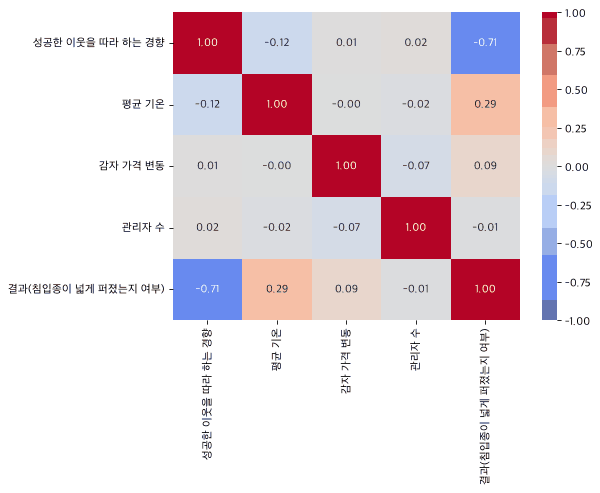 성공한 이웃을 따라 하는 경향 1.00 -0.12 0.01 0.02 -0.71
평균 기온 -0.12 1.00 -0.00 -0.02 0.29
감자 가격 변동 0.01 -0.00 1.00 -0.07 0.09
관리자 수 0.02 -0.02 -0.07 1.00 -0.01
결과(침입종이 넓게 퍼졌는지 여부) -0.71 0.29 0.09 -0.01 1.00
성공한 이웃을 따라 하는 경향
평균 기온
감자 가격 변동
관리자 수
결과(침입종이 넓게 퍼졌는지 여부)
1.00
0.75
0.50
0.25
0.00
-0.25
-0.50
-0.75
-1.00